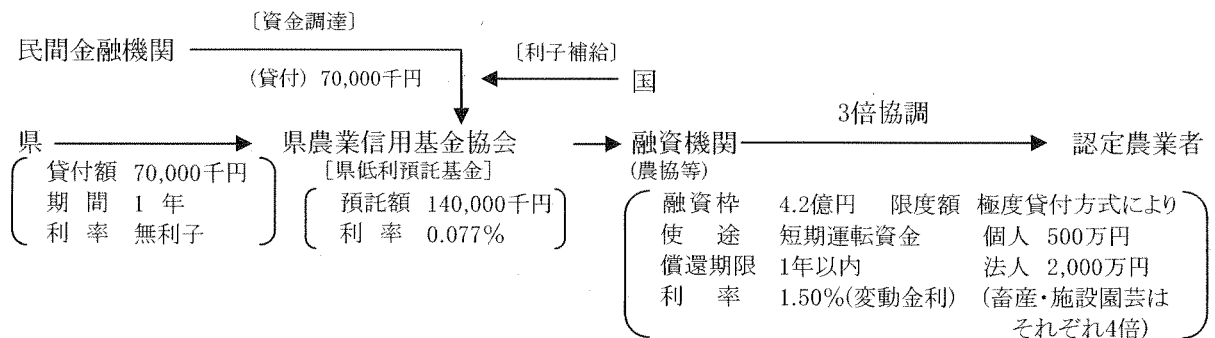 〔資金調達〕
民間金融機関
〔利子補給〕
(貸付) 70,000千円
国
3倍協調
県
県農業信用基金協会
融資機関
認定農業者
[県低利預託基金]
(農協等)
貸付額 70,000千円
期 間 1 年
利 率 無利子
預託額 140,000千円
利 率 0.077%
融資枠 4.2億円 限度額 極度貸付方式により
使 途 短期運転資金 個人 500万円
償還期限 1年以内 法人 2,000万円
利 率 1.50%(変動金利) (畜産・施設園芸は
それぞれ4倍)